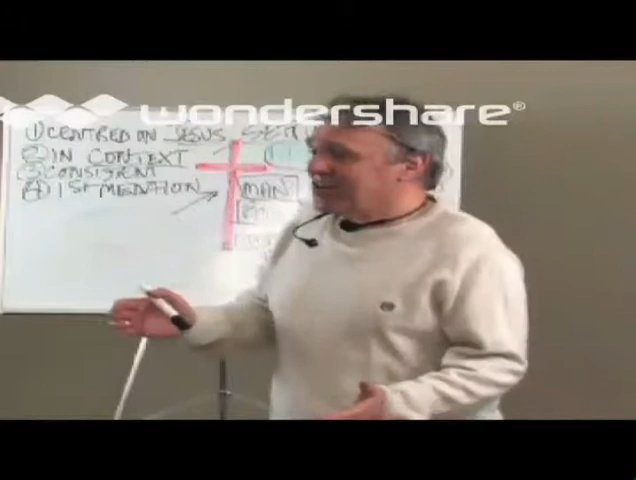 wondershare®
① CENTRED ON JESUS
② IN CONTEXT
③ CONSISTENT
④ 1ST MENTION
MAN